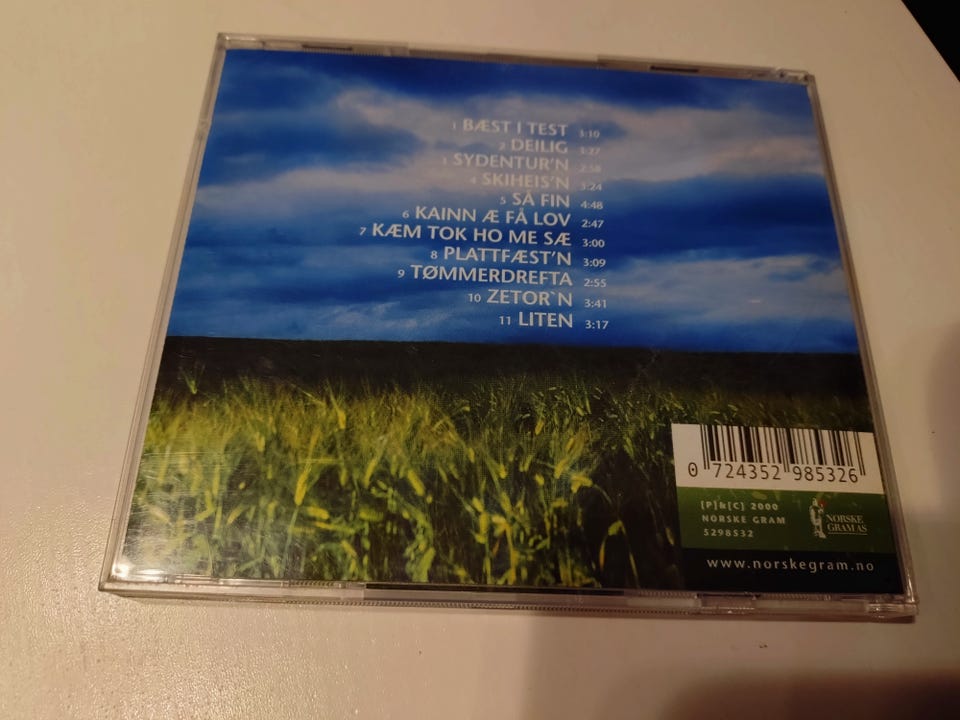 1 BÆST I TEST 3:10
2 DEILIG 3:27
3 SYDENTUR'N 2:58
4 SKIHEIS'N 3:24
5 SÅ FIN 4:48
6 KAINN Æ FÅ LOV 2:47
7 KÆM TOK HO ME SÆ 3:00
8 PLATTFÆST'N 3:09
9 TØMMERDREFTA 2:55
10 ZETOR`N 3:41
11 LITEN 3:17
0 724352 985326
[P]&[C] 2000
NORSKE GRAM
5298532
NORSKE
GRAM AS
www.norskegram.no